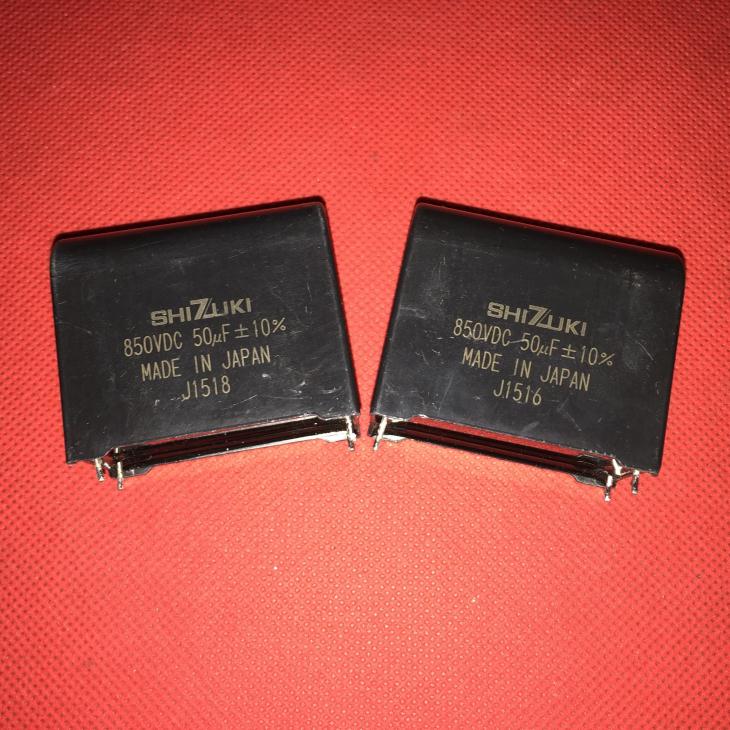 SHIZUKI
850VDC 50µF±10%
MADE IN JAPAN
J1518
SHIZUKI
850VDC 50µF±10%
MADE IN JAPAN
J1516